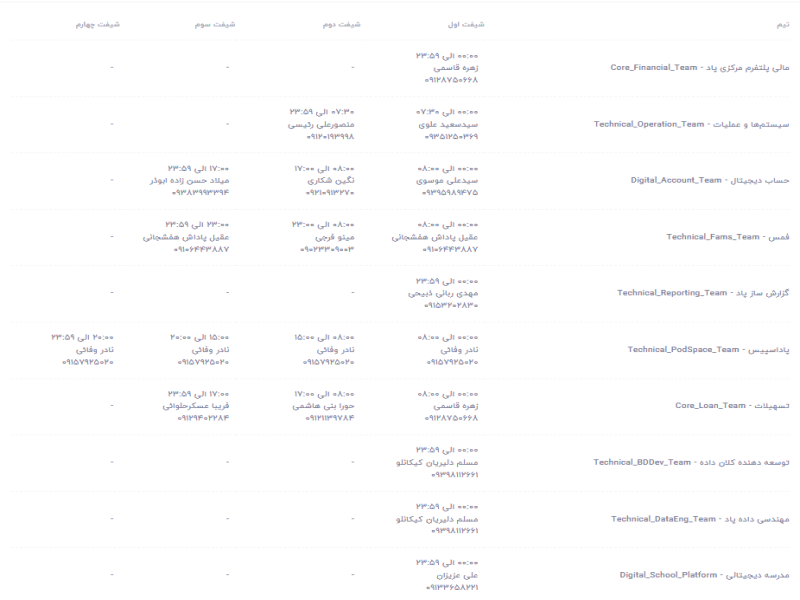 تیم شیفت اول شیفت دوم شیفت سوم شیفت چهارم
مالی پلتفرم مرکزی پاد - Core_Financial_Team
۰۰:۰۰ الی ۲۳:۵۹
زهره قاسمی
۰۹۱۲۸۷۵۰۶۶۸
-
-
-
سیستم‌ها و عملیات - Technical_Operation_Team
۰۰:۰۰ الی ۰۷:۳۰
سیدسعید علوی
۰۹۳۵۱۲۵۰۳۶۹
۰۷:۳۰ الی ۲۳:۵۹
منصورعلی رئیسی
۰۹۱۲۰۱۹۳۹۹۸
-
-
حساب دیجیتال - Digital_Account_Team
۰۰:۰۰ الی ۰۸:۰۰
سیدعلی موسوی
۰۹۳۹۵۹۸۹۴۷۵
۰۸:۰۰ الی ۱۷:۰۰
نگین شکاری
۰۹۲۱۰۹۱۳۲۷۰
۱۷:۰۰ الی ۲۳:۵۹
میلاد حسن زاده ابوذر
۰۹۳۸۳۹۹۳۳۹۴
-
فمس - Technical_Fams_Team
۰۰:۰۰ الی ۰۸:۰۰
عقیل پاداش هفشجانی
۰۹۱۰۶۴۴۳۸۸۷
۰۸:۰۰ الی ۲۳:۰۰
مینو فرجی
۰۹۰۲۳۳۰۹۰۰۳
۲۳:۰۰ الی ۲۳:۵۹
عقیل پاداش هفشجانی
۰۹۱۰۶۴۴۳۸۸۷
-
گزارش ساز پاد - Technical_Reporting_Team
۰۰:۰۰ الی ۲۳:۵۹
مهدی ربانی ذبیحی
۰۹۱۵۳۲۰۲۸۳۰
-
-
-
پاداسپیس - Technical_PodSpace_Team
۰۰:۰۰ الی ۰۸:۰۰
نادر وفائی
۰۹۱۵۷۹۲۵۰۲۰
۰۸:۰۰ الی ۱۵:۰۰
نادر وفائی
۰۹۱۵۷۹۲۵۰۲۰
۱۵:۰۰ الی ۲۰:۰۰
نادر وفائی
۰۹۱۵۷۹۲۵۰۲۰
۲۰:۰۰ الی ۲۳:۵۹
نادر وفائی
۰۹۱۵۷۹۲۵۰۲۰
تسهیلات - Core_Loan_Team
۰۰:۰۰ الی ۰۸:۰۰
زهره قاسمی
۰۹۱۲۸۷۵۰۶۶۸
۰۸:۰۰ الی ۱۷:۰۰
حورا بنی هاشمی
۰۹۱۲۱۱۳۹۷۸۴
۱۷:۰۰ الی ۲۳:۵۹
فریبا عسکرحلوائی
۰۹۱۲۹۴۰۲۲۸۴
-
توسعه دهنده کلان داده - Technical_BDDev_Team
۰۰:۰۰ الی ۲۳:۵۹
مسلم دلیریان کیکانلو
۰۹۳۹۸۱۱۲۶۶۱
-
-
-
مهندسی داده پاد - Technical_DataEng_Team
۰۰:۰۰ الی ۲۳:۵۹
مسلم دلیریان کیکانلو
۰۹۳۹۸۱۱۲۶۶۱
-
-
-
مدرسه دیجیتالی - Digital_School_Platform
۰۰:۰۰ الی ۲۳:۵۹
علی عزیزان
۰۹۱۳۳۶۵۸۲۲۱
-
-
-